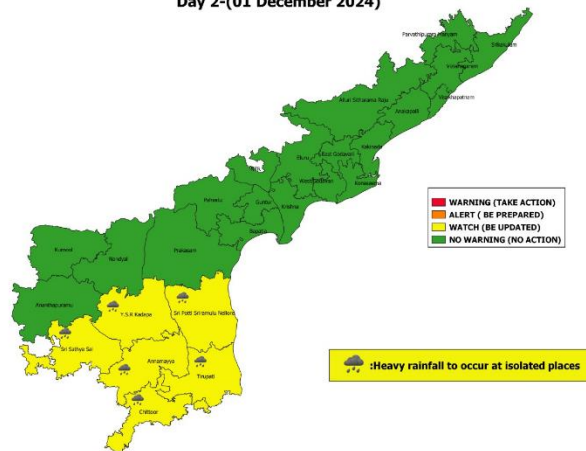 Day 2-(01 December 2024)
Parvathipuram Manyam
Srikakulam
Vizianagaram
Visakhapatnam
Alluri Sitharama Raju
Anakapalli
Kakinada
East Godavari
Eluru
Konaseema
Krishna
Guntur
Palnadu
Bapatla
Prakasam
Kurnool
Nandyal
Ananthapuramu
Y.S.R Kadapa
Sri Potti Sriramulu Nellore
Sri Sathya Sai
Annamayya
Tirupati
Chittoor
WARNING (TAKE ACTION)
ALERT ( BE PREPARED)
WATCH (BE UPDATED)
NO WARNING (NO ACTION)
:Heavy rainfall to occur at isolated places